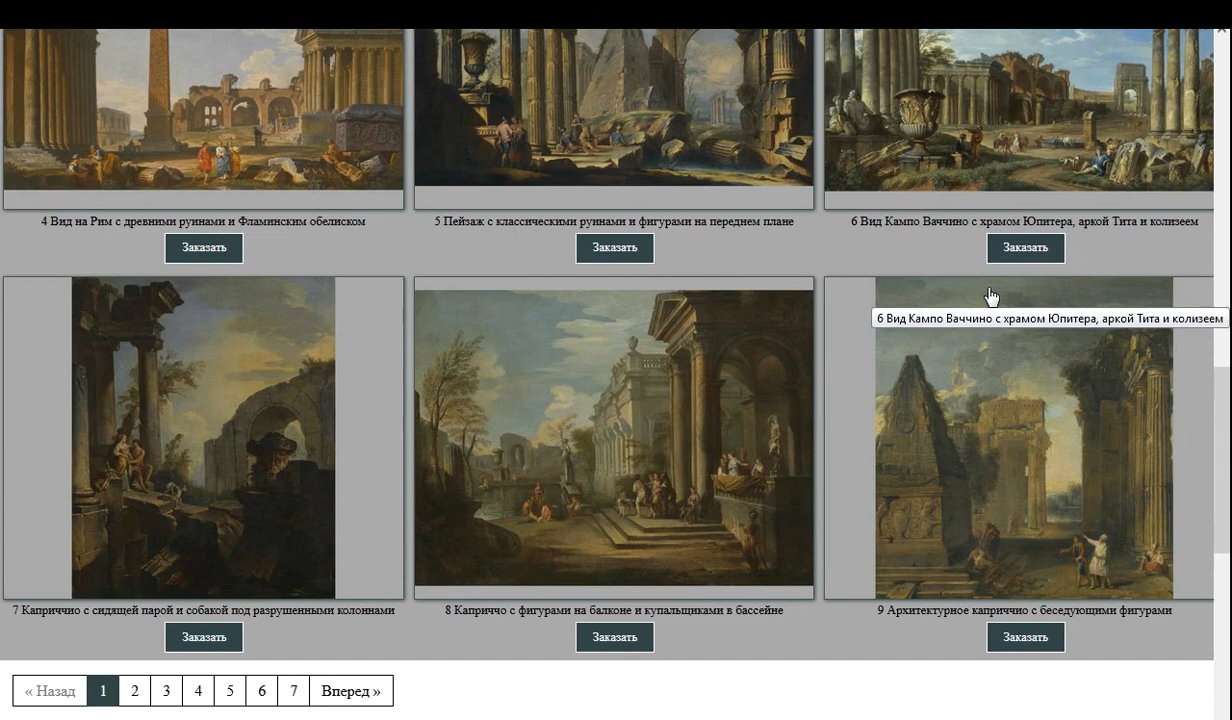 4 Вид на Рим с древними руинами и Фламинским обелиском
5 Пейзаж с классическими руинами и фигурами на переднем плане
6 Вид Кампо Ваччино с храмом Юпитера, аркой Тита и колизеем
Заказать
Заказать
Заказать
6 Вид Кампо Ваччино с храмом Юпитера, аркой Тита и колизеем
7 Каприччио с сидящей парой и собакой под разрушенными колоннами
8 Каприччо с фигурами на балконе и купальщиками в бассейне
9 Архитектурное каприччио с беседующими фигурами
Заказать
Заказать
Заказать
« Назад 1 2 3 4 5 6 7 Вперед »